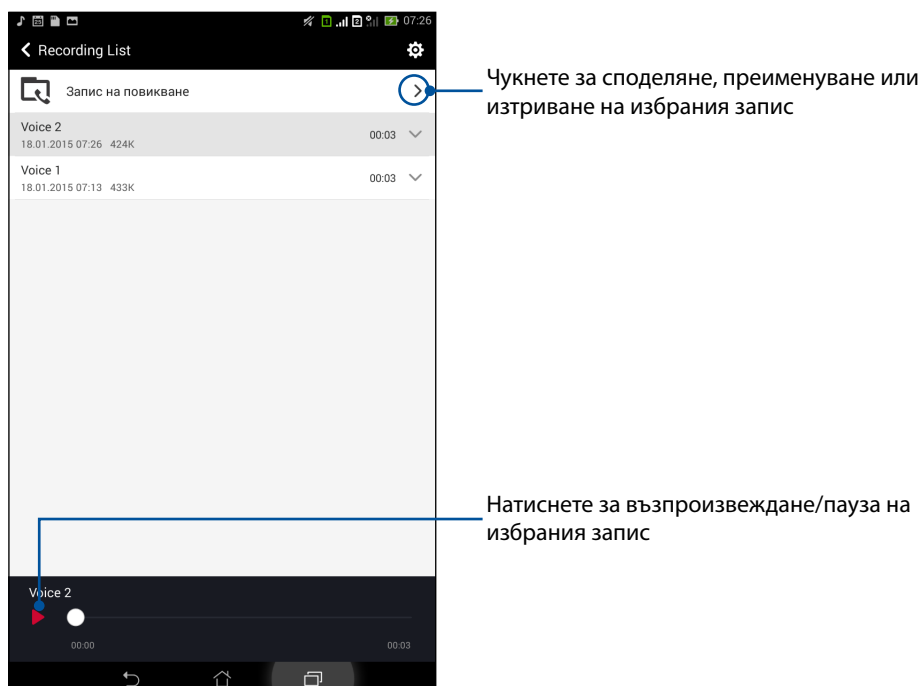 07:26
Recording List
Запис на повикване
Voice 2
00:03
18.01.2015 07:26 424K
Voice 1
00:03
18.01.2015 07:13 433K
Чукнете за споделяне, преименуване или
изтриване на избрания запис
Натиснете за възпроизвеждане/пауза на
избрания запис
Voice 2
00:00
00:03